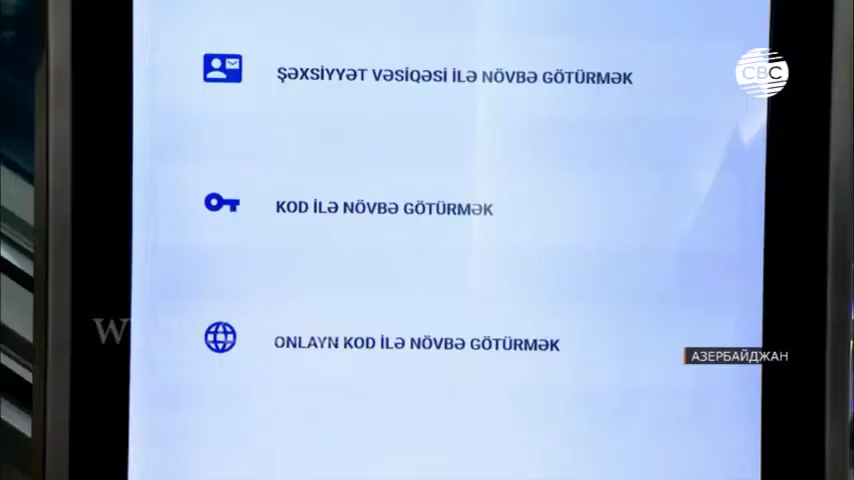 ŞƏXSİYYƏT VƏSİQƏSİ İLƏ NÖVBƏ GÖTÜRMƏK
CBC
KOD İLƏ NÖVBƏ GÖTÜRMƏK
ONLAYN KOD İLƏ NÖVBƏ GÖTÜRMƏK
АЗЕРБАЙДЖАН